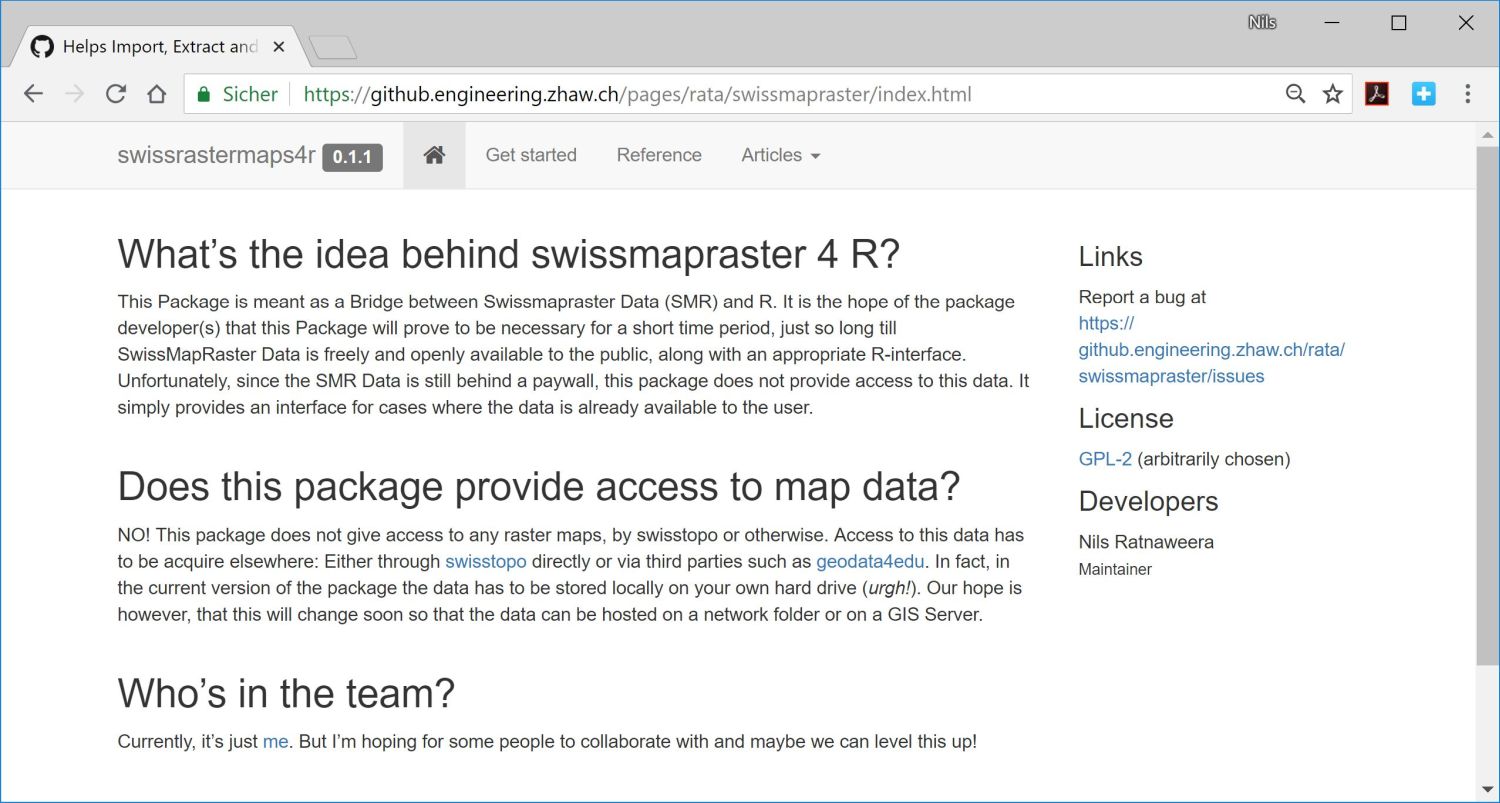 Nils
Helps Import, Extract and
Sicher https://github.engineering.zhaw.ch/pages/rata/swissmapraster/index.html
swissrastermaps4r 0.1.1 Get started Reference Articles
What’s the idea behind swissmapraster 4 R?
This Package is meant as a Bridge between Swissmapraster Data (SMR) and R. It is the hope of the package
developer(s) that this Package will prove to be necessary for a short time period, just so long till
SwissMapRaster Data is freely and openly available to the public, along with an appropriate R-interface.
Unfortunately, since the SMR Data is still behind a paywall, this package does not provide access to this data. It
simply provides an interface for cases where the data is already available to the user.
Does this package provide access to map data?
NO! This package does not give access to any raster maps, by swisstopo or otherwise. Access to this data has
to be acquire elsewhere: Either through swisstopo directly or via third parties such as geodata4edu. In fact, in
the current version of the package the data has to be stored locally on your own hard drive (urgh!). Our hope is
however, that this will change soon so that the data can be hosted on a network folder or on a GIS Server.
Who’s in the team?
Currently, it’s just me. But I’m hoping for some people to collaborate with and maybe we can level this up!
Links
Report a bug at
https://
github.engineering.zhaw.ch/rata/
swissmapraster/issues
License
GPL-2 (arbitrarily chosen)
Developers
Nils Ratnaweera
Maintainer